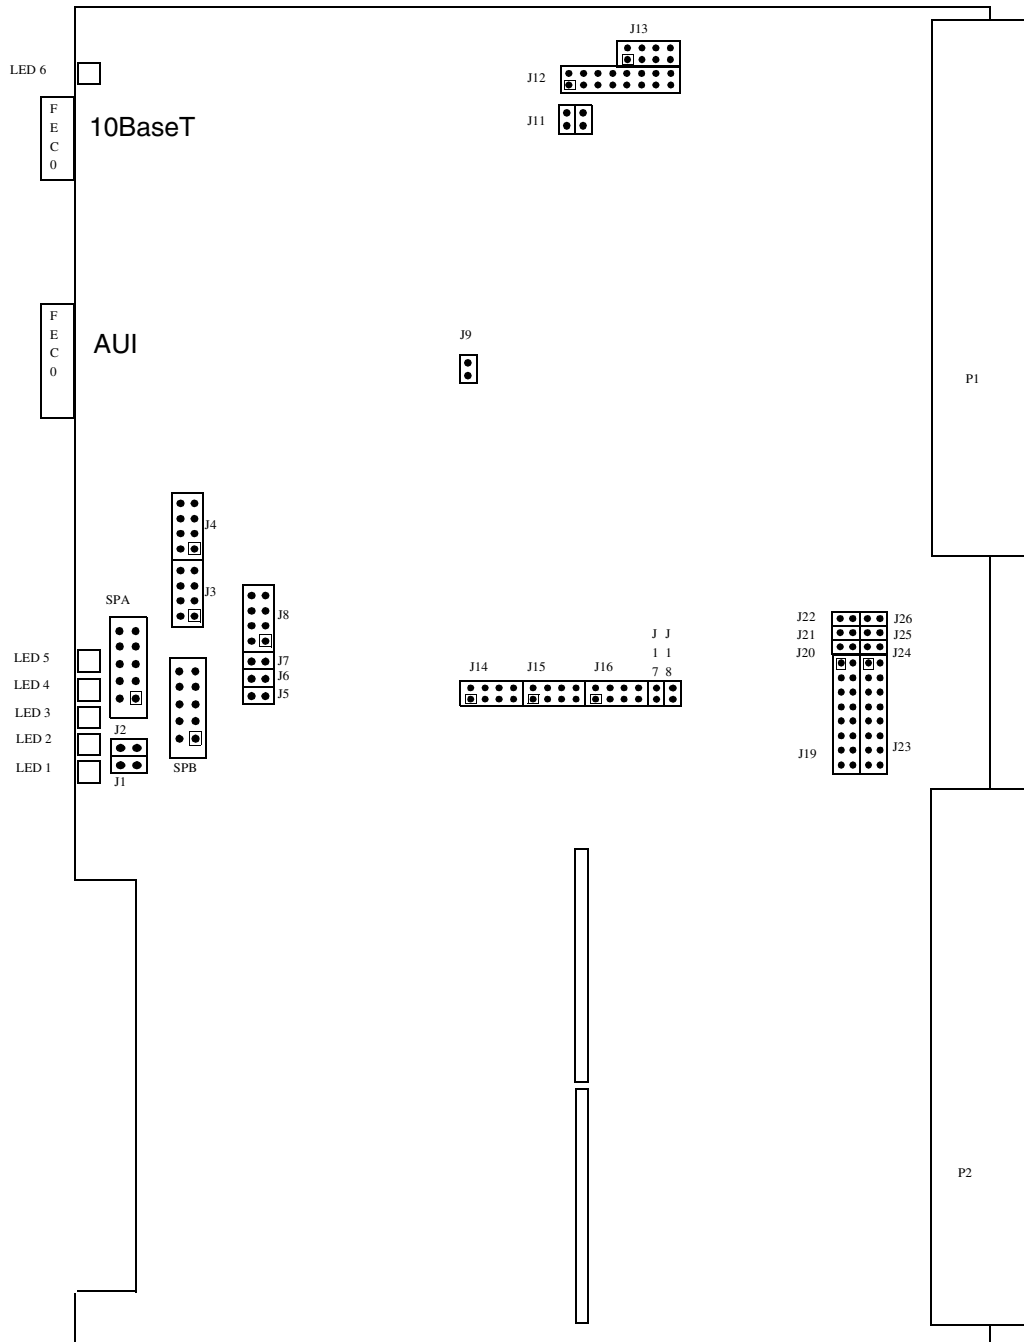 J13
LED 6
J12
F
E
C
0
10BaseT
J11
F
E
C
0
AUI
J9
P1
J4
J3
SPA
J8
J22
J26
J21
J25
J20
J24
J
1
7
J
1
8
LED 5
J7
J14
J15
J16
LED 4
J6
J5
LED 3
J2
LED 2
J19
J23
LED 1
SPB
J1
P2